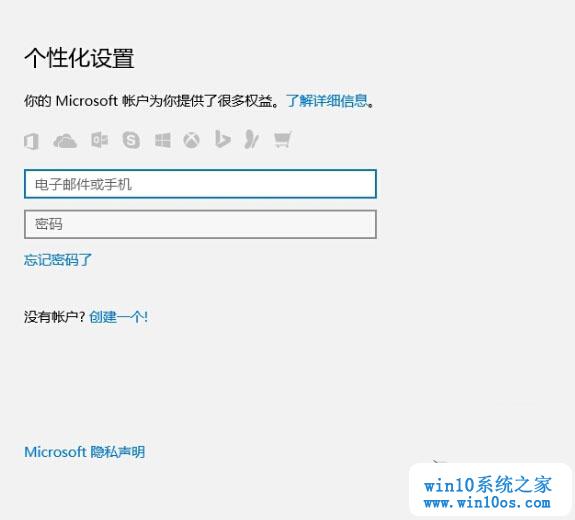 个性化设置
你的 Microsoft 帐户为你提供了很多权益。了解详细信息。
电子邮件或手机
密码
忘记密码了
没有帐户? 创建一个!
Microsoft 隐私声明
win10系统之家
www.win10os.com